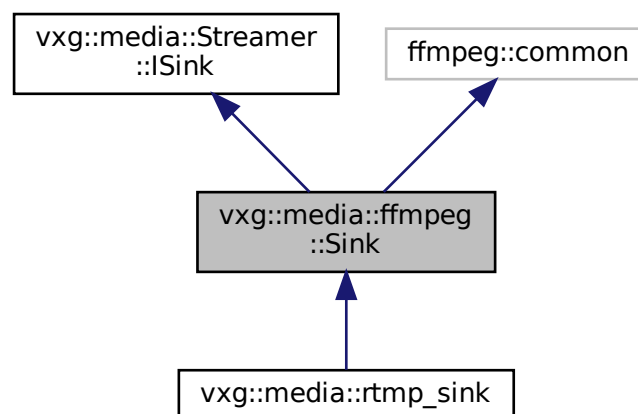 vxg::media::Streamer
::ISink
ffmpeg::common
vxg::media::ffmpeg
::Sink
vxg::media::rtmp_sink